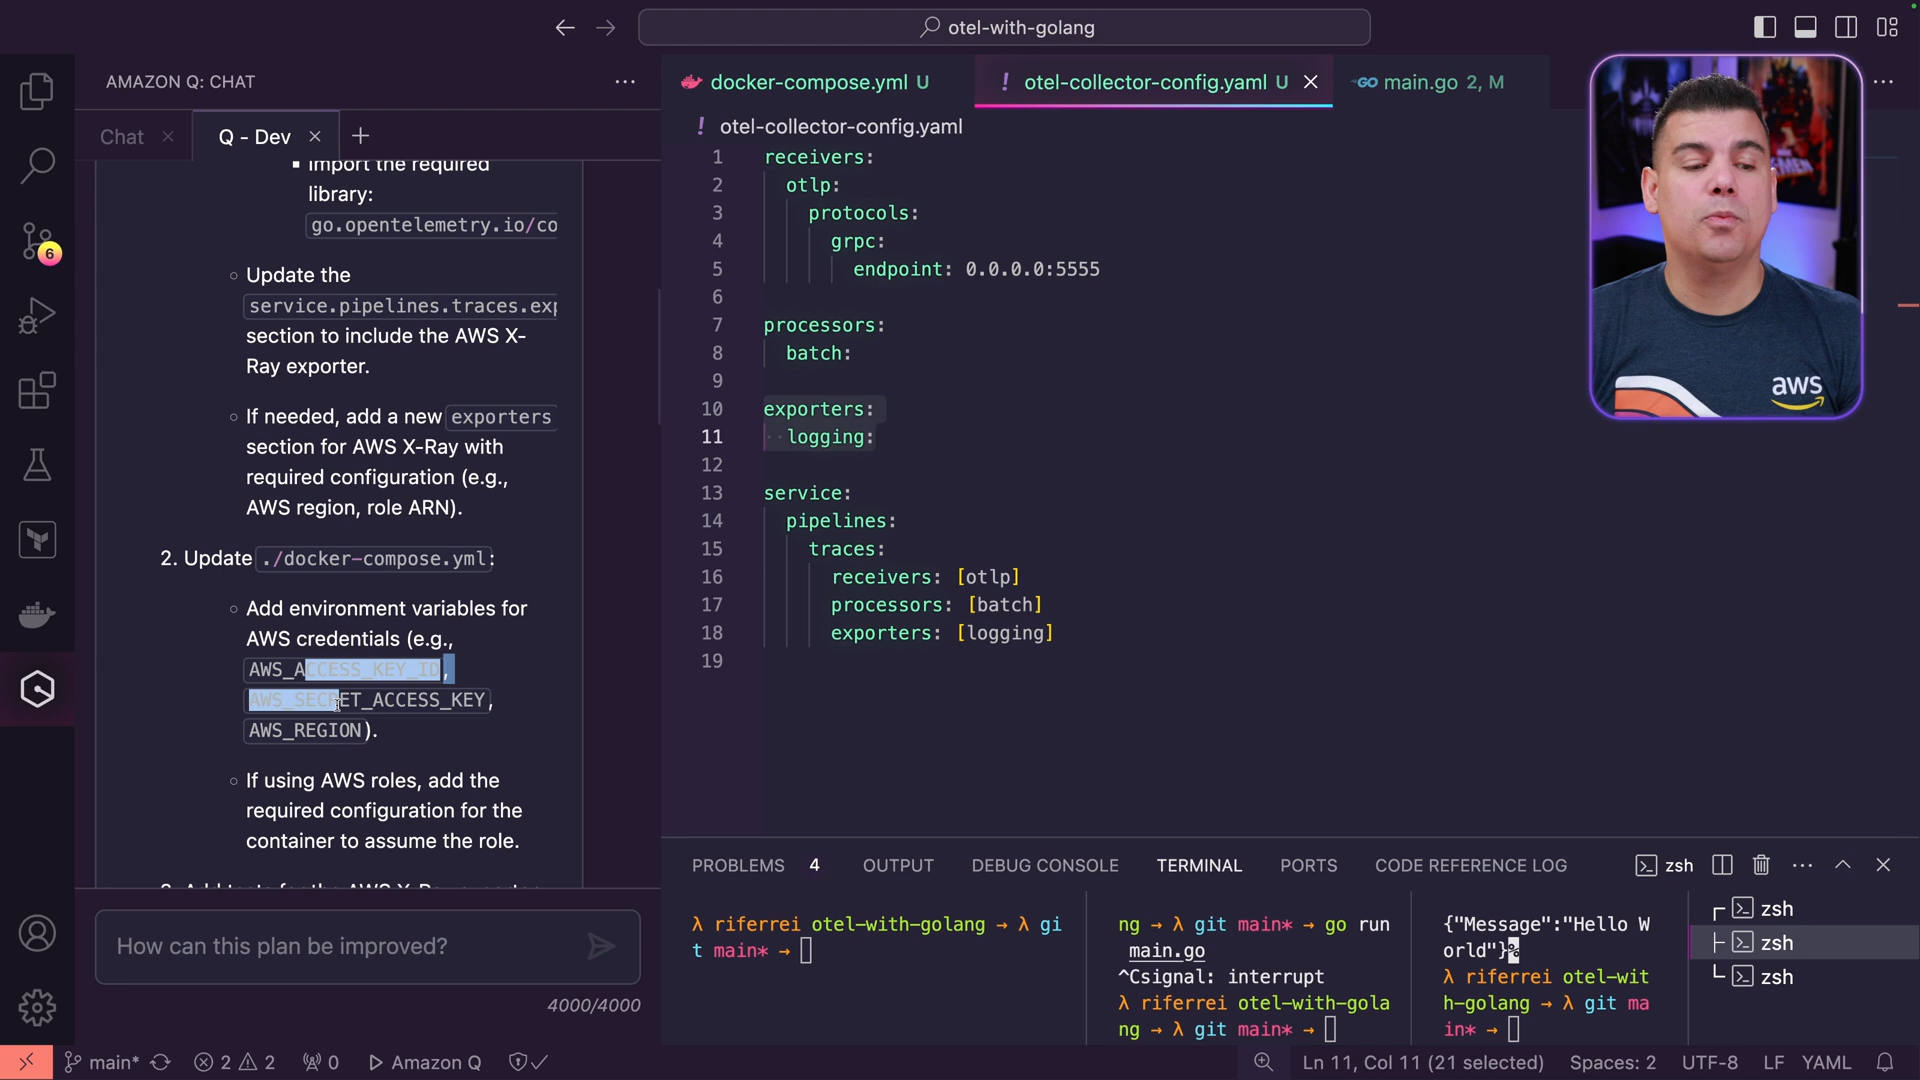 otel-with-golang
AMAZON Q: CHAT
Chat
Q - Dev
Import the required
library:
go.opentelemetry.io/co
Update the
service.pipelines.traces.exp
section to include the AWS X-
Ray exporter.
If needed, add a new exporters
section for AWS X-Ray with
required configuration (e.g.,
AWS region, role ARN).
2. Update ./docker-compose.yml:
Add environment variables for
AWS credentials (e.g.,
AWS_ACCESS_KEY_ID,
AWS_SECRET_ACCESS_KEY,
AWS_REGION).
If using AWS roles, add the
required configuration for the
container to assume the role.
How can this plan be improved?
4000/4000
docker-compose.yml U
! otel-collector-config.yaml U
GO main.go 2, M
! otel-collector-config.yaml
1 receivers:
2 otlp:
3 protocols:
4 grpc:
5 endpoint: 0.0.0.0:5555
6
7 processors:
8 batch:
9
10 exporters:
11 logging:
12
13 service:
14 pipelines:
15 traces:
16 receivers: [otlp]
17 processors: [batch]
18 exporters: [logging]
19
aws
6
PROBLEMS 4 OUTPUT DEBUG CONSOLE TERMINAL PORTS CODE REFERENCE LOG
zsh
λ riferrei otel-with-golang → λ gi
t main* →
ng → λ git main* → go run
main.go
^Csignal: interrupt
λ riferrei otel-with-gola
ng → λ git main* →
{"Message":"Hello W
orld"}%
λ riferrei otel-wit
h-golang → λ git ma
in* →
zsh
zsh
zsh
main* 2 2 0 Amazon Q
Ln 11, Col 11 (21 selected) Spaces: 2 UTF-8 LF YAML